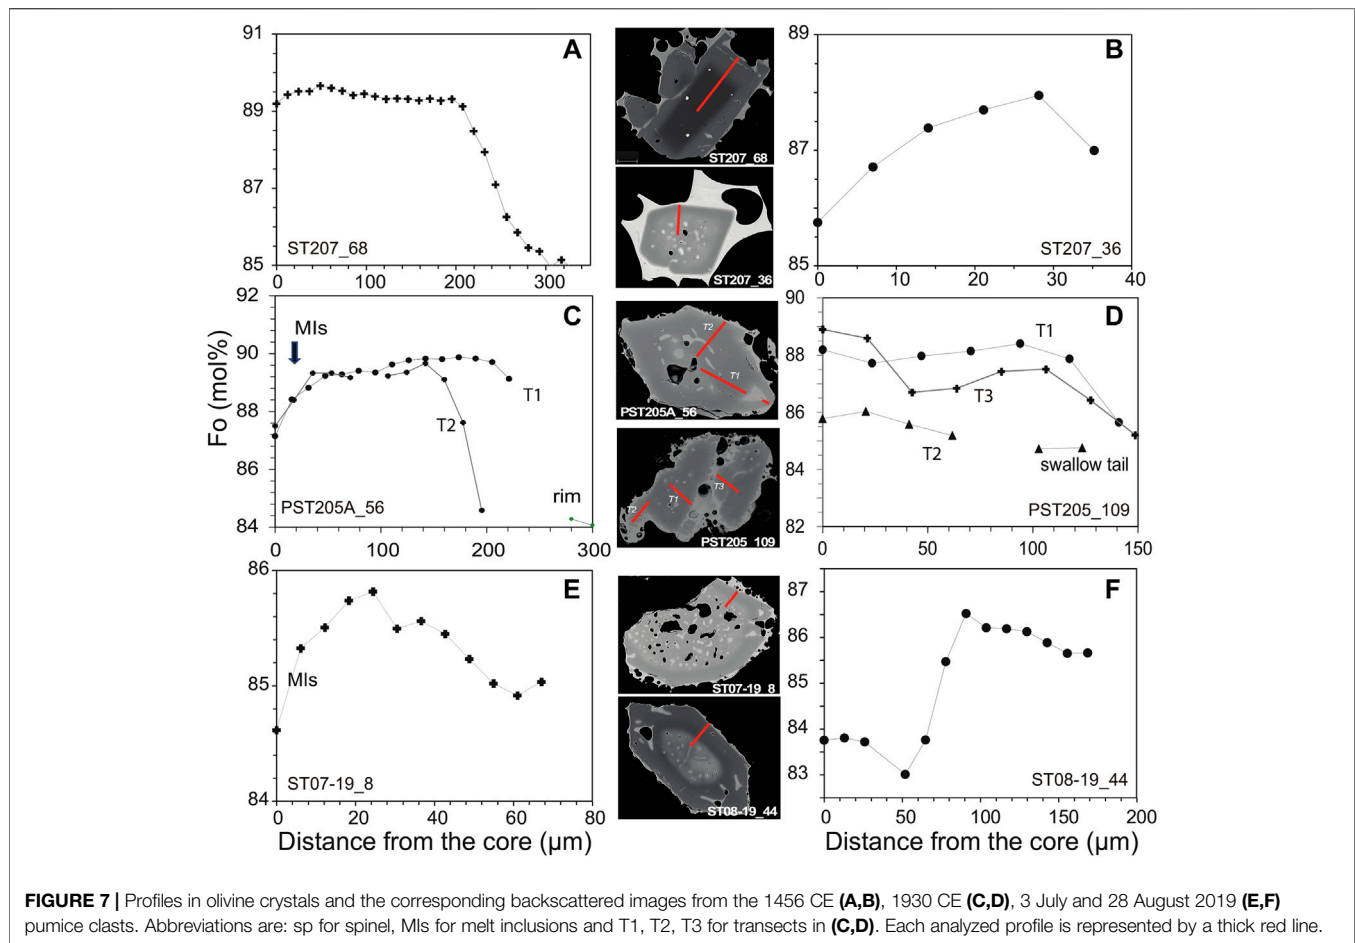 91
89
87
85
A
ST207_68
0
100
200
300
ST207_68
ST207_36
89
87
85
B
ST207_36
0
10
20
30
40
Fo (mol%)
92
90
88
86
84
MIs
C
T1
T2
rim
PST205A_56
0
100
200
300
T2
T1
PST205A_56
T1
T2
T3
PST205_109
90
88
86
84
82
D
T1
T3
T2
swallow tail
PST205_109
0
50
100
150
86
85
84
E
MIs
ST07-19_8
0
20
40
60
80
Distance from the core (µm)
ST07-19_8
ST08-19_44
87
86
85
84
83
F
ST08-19_44
0
50
100
150
200
Distance from the core (µm)
FIGURE 7 | Profiles in olivine crystals and the corresponding backscattered images from the 1456 CE (A,B), 1930 CE (C,D), 3 July and 28 August 2019 (E,F)
pumice clasts. Abbreviations are: sp for spinel, MIs for melt inclusions and T1, T2, T3 for transects in (C,D). Each analyzed profile is represented by a thick red line.